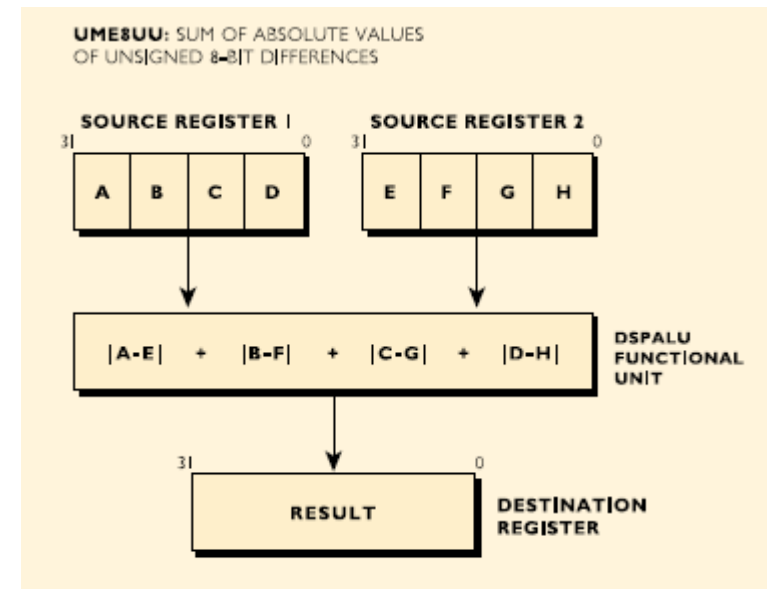 UME8UU: SUM OF ABSOLUTE VALUES
OF UNSIGNED 8-BIT DIFFERENCES
SOURCE REGISTER 1
SOURCE REGISTER 2
31 0
31 0
A B C D
E F G H
|A-E| + |B-F| + |C-G| + |D-H|
DSPALU
FUNCTIONAL
UNIT
31 0
RESULT
DESTINATION
REGISTER